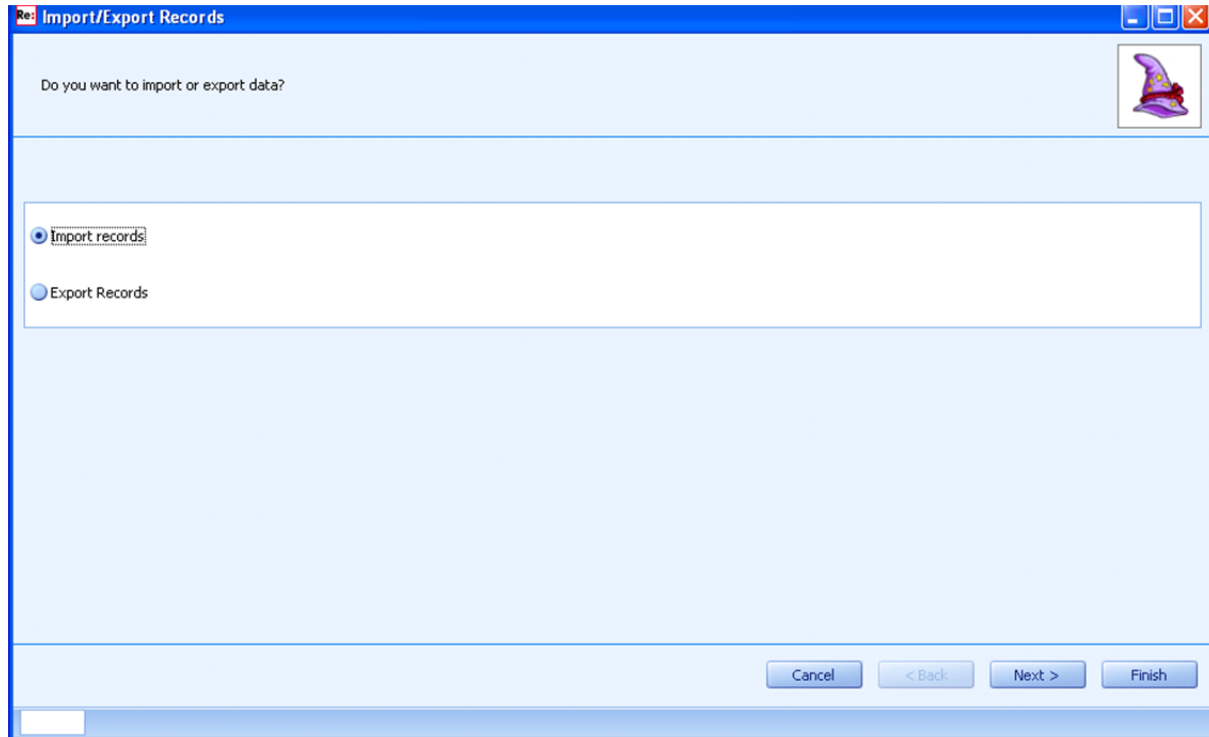 Re: Import/Export Records
Do you want to import or export data?
Import records
Export Records
Cancel < Back Next > Finish